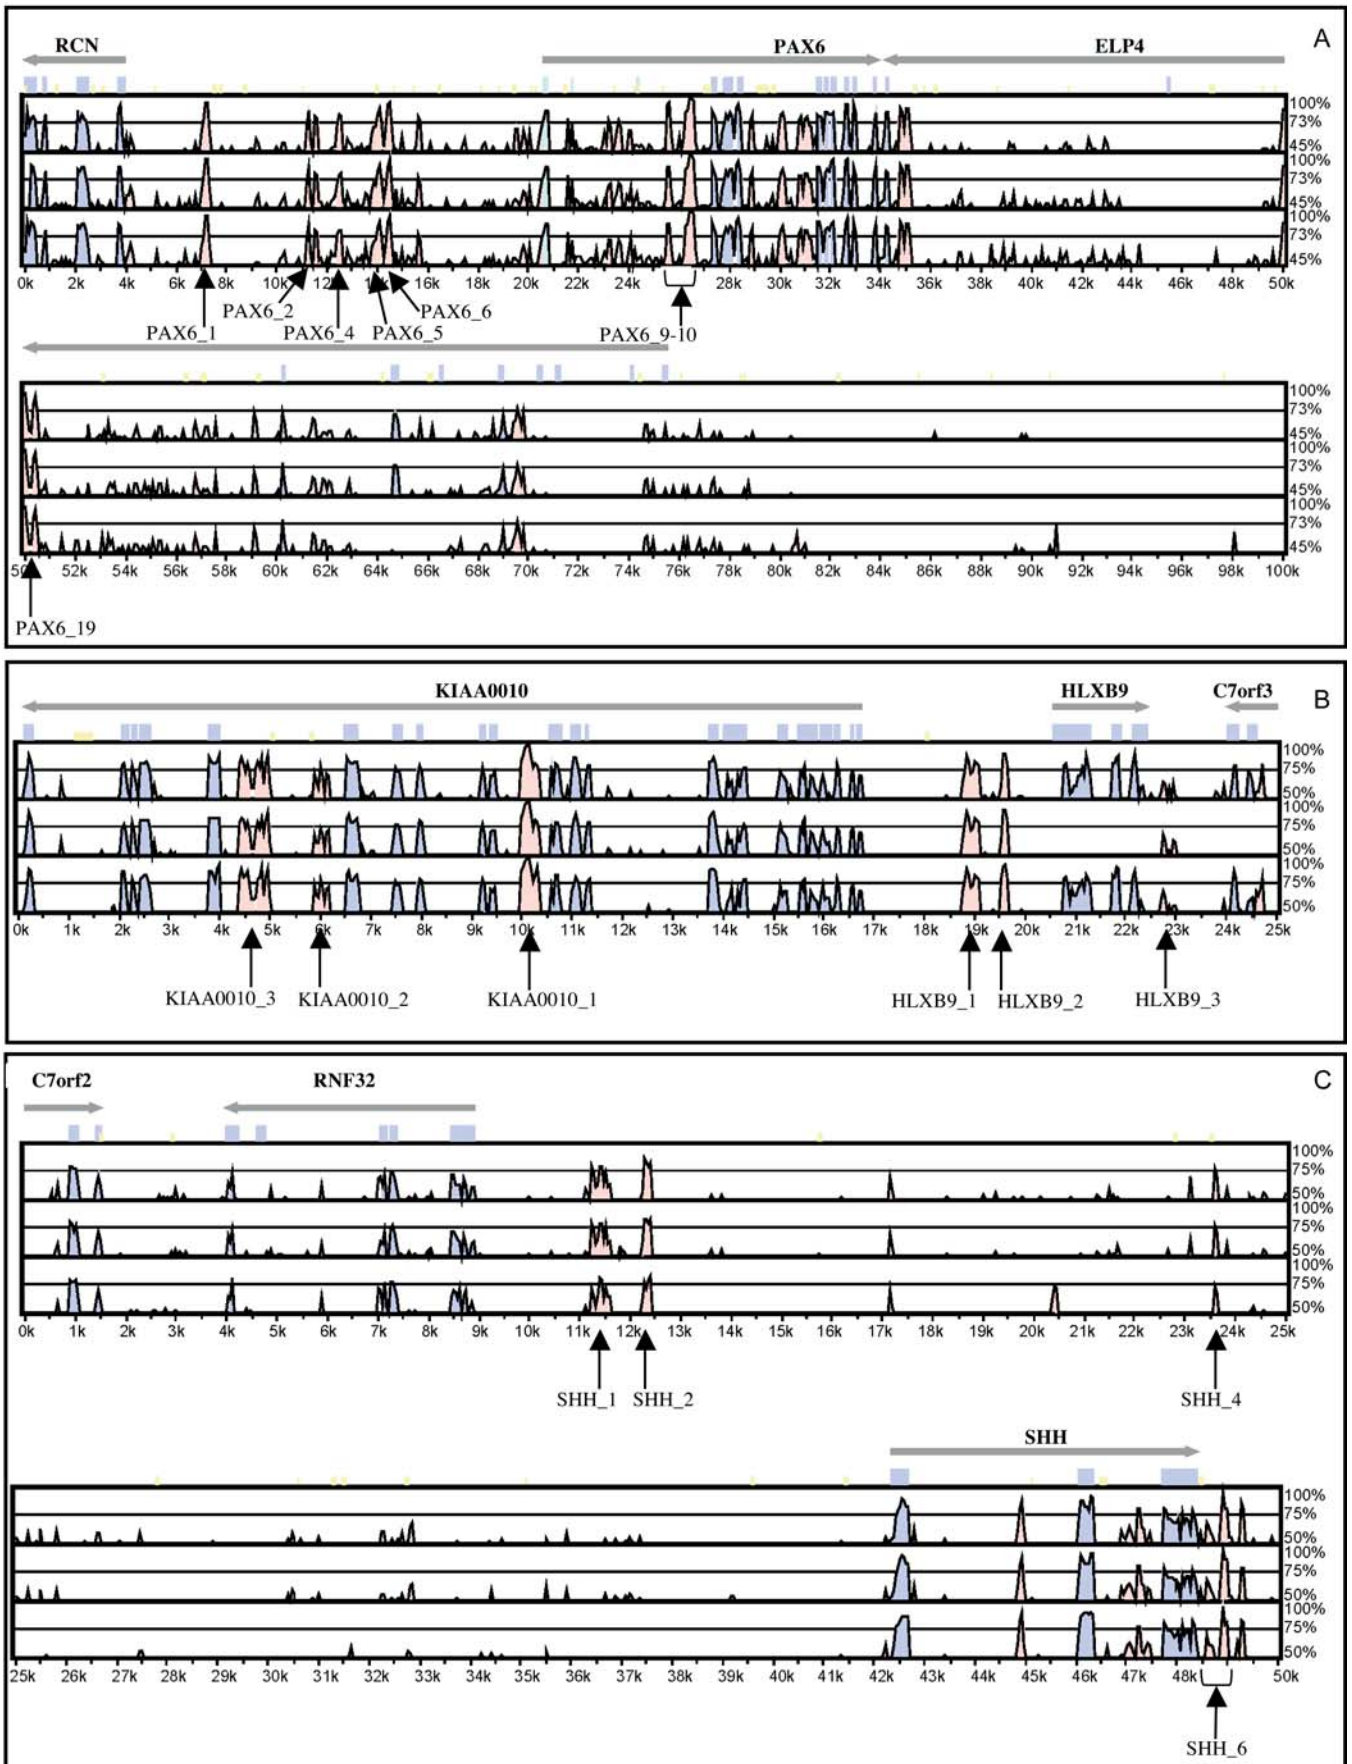 A
RCN PAX6 ELP4
100%
73%
45%
100%
73%
45%
100%
73%
45%
0k 2k 4k 6k 8k 10k 12k 16k 18k 20k 22k 24k 28k 30k 32k 34k 36k 38k 40k 42k 44k 46k 48k 50k
PAX6_2 PAX6_6
PAX6_1 PAX6_4 PAX6_5 PAX6_9-10
100%
73%
45%
100%
73%
45%
100%
73%
45%
52k 54k 56k 58k 60k 62k 64k 66k 68k 70k 72k 74k 76k 78k 80k 82k 84k 86k 88k 90k 92k 94k 96k 98k 100k
PAX6_19
B
KIAA0010 HLXB9 C7orf3
100%
75%
50%
100%
75%
50%
100%
75%
50%
0k 1k 2k 3k 4k 5k 6k 7k 8k 9k 10k 11k 12k 13k 14k 15k 16k 17k 18k 19k 20k 21k 22k 23k 24k 25k
KIAA0010_3 KIAA0010_2 KIAA0010_1 HLXB9_1 HLXB9_2 HLXB9_3
C
C7orf2 RNF32
100%
75%
50%
100%
75%
50%
100%
75%
50%
0k 1k 2k 3k 4k 5k 6k 7k 8k 9k 10k 11k 12k 13k 14k 15k 16k 17k 18k 19k 20k 21k 22k 23k 24k 25k
SHH_1 SHH_2 SHH_4
SHH
100%
75%
50%
100%
75%
50%
100%
75%
50%
25k 26k 27k 28k 29k 30k 31k 32k 33k 34k 35k 36k 37k 38k 39k 40k 41k 42k 43k 44k 45k 46k 47k 48k 50k
SHH_6